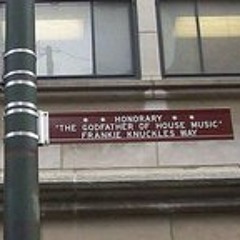 ★ ★ HONORARY ★ ★
"THE GODFATHER OF HOUSE MUSIC"
FRANKIE KNUCKLES WAY